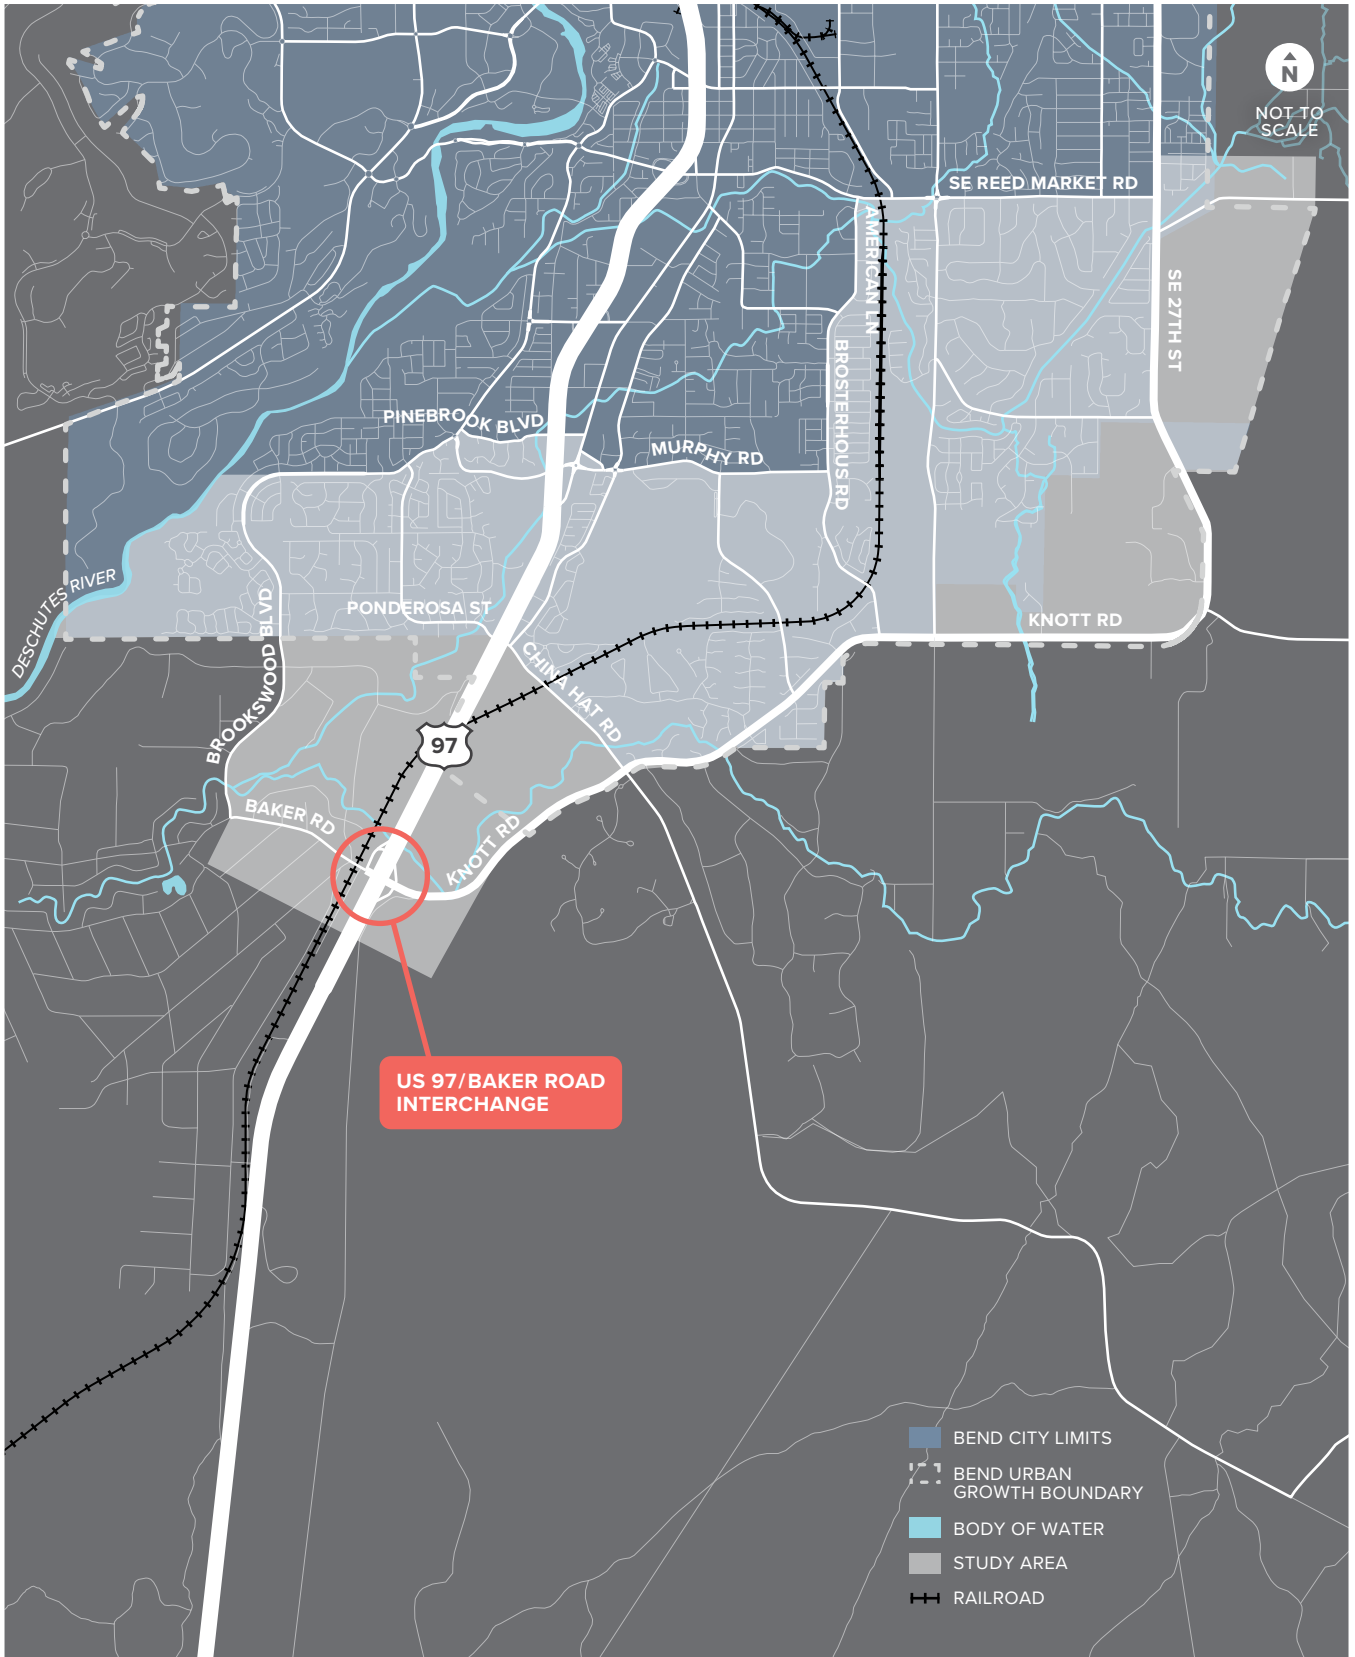 N
NOT TO
SCALE
SE REED MARKET RD
AMERICAN LN
SE 27TH ST
BROSTERHOUS RD
PINEBROOK BLVD
MURPHY RD
DESCHUTES RIVER
PONDEROSA ST
KNOTT RD
BROOKSWOOD BLVD
CHINA HAT RD
97
BAKER RD
KNOTT RD
US 97/BAKER ROAD
INTERCHANGE
BEND CITY LIMITS
BEND URBAN
GROWTH BOUNDARY
BODY OF WATER
STUDY AREA
RAILROAD